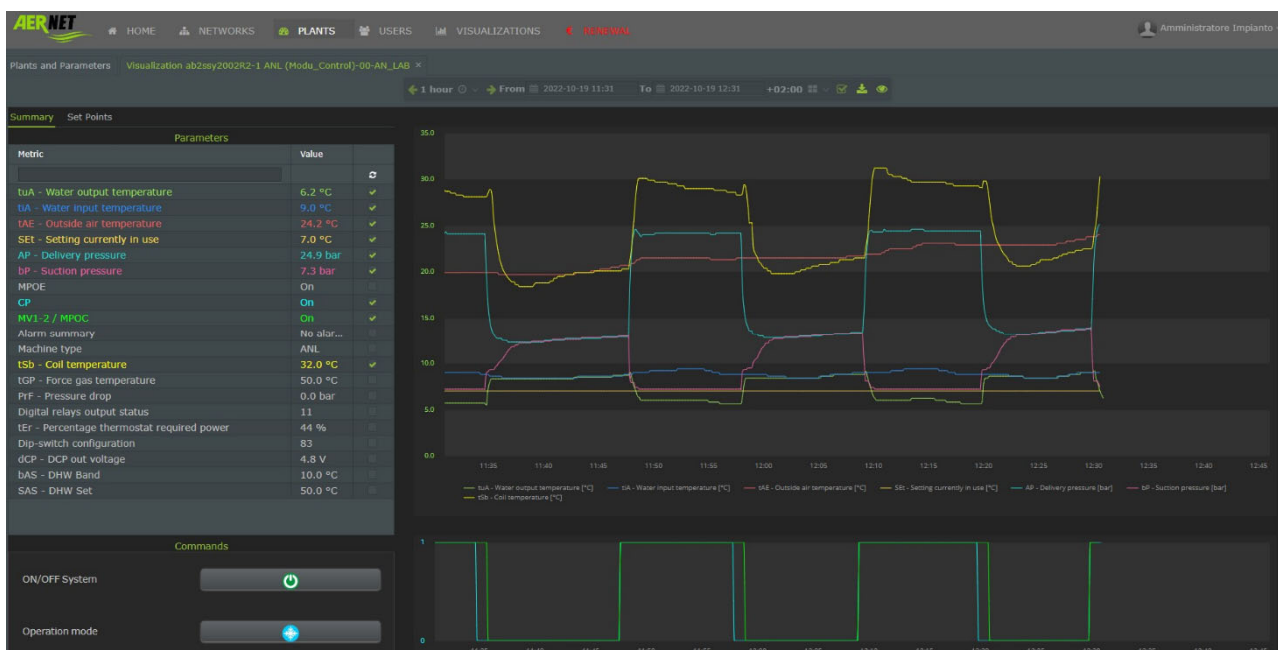 AERNET HOME NETWORKS PLANTS USERS VISUALIZATIONS RENEWAL Amministratore Impianto
Plants and Parameters Visualization ab2ssy2002R2-1 ANL (Modu_Control)-00-AN_LAB ×
1 hour From 2022-10-19 11:31 To 2022-10-19 12:31 +02:00
Summary Set Points
Parameters
Metric Value
tuA - Water output temperature 6.2 °C
tiA - Water input temperature 9.0 °C
tAE - Outside air temperature 24.2 °C
SEt - Setting currently in use 7.0 °C
AP - Delivery pressure 24.9 bar
bP - Suction pressure 7.3 bar
MPOE On
CP On
MV1-2 / MPOC On
Alarm summary No alar...
Machine type ANL
tSb - Coil temperature 32.0 °C
tGP - Force gas temperature 50.0 °C
PrF - Pressure drop 0.0 bar
Digital relays output status 11
tEr - Percentage thermostat required power 44 %
Dip-switch configuration 83
dCP - DCP out voltage 4.8 V
bAS - DHW Band 10.0 °C
SAS - DHW Set 50.0 °C
Commands
ON/OFF System
Operation mode
35.0
30.0
25.0
20.0
15.0
10.0
5.0
0.0
11:35 11:40 11:45 11:50 11:55 12:00 12:05 12:10 12:15 12:20 12:25 12:30 12:35 12:40 12:45
tuA - Water output temperature [°C] tiA - Water input temperature [°C] tAE - Outside air temperature [°C] SEt - Setting currently in use [°C] AP - Delivery pressure [bar] bP - Suction pressure [bar]
tSb - Coil temperature [°C]
1
0